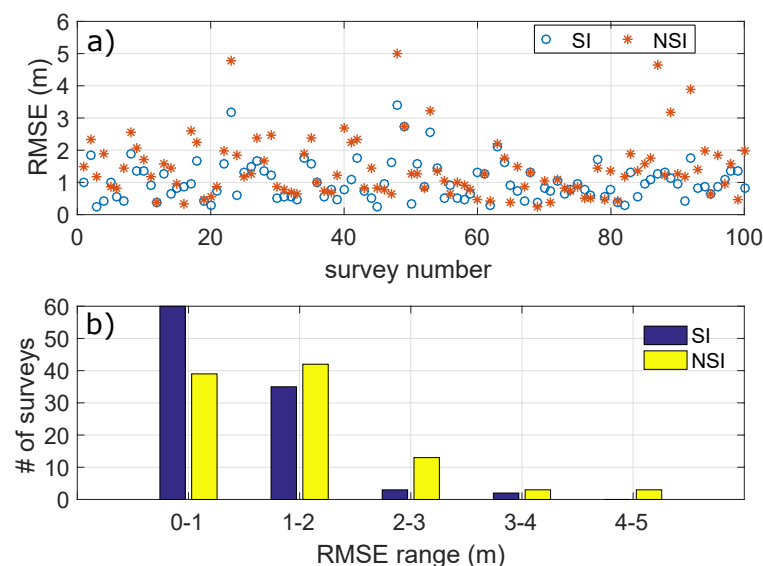 a)
SI NSI
RMSE (m)
6
5
4
3
2
1
0
0 20 40 60 80 100
survey number
b)
SI
NSI
# of surveys
60
50
40
30
20
10
0
0-1 1-2 2-3 3-4 4-5
RMSE range (m)